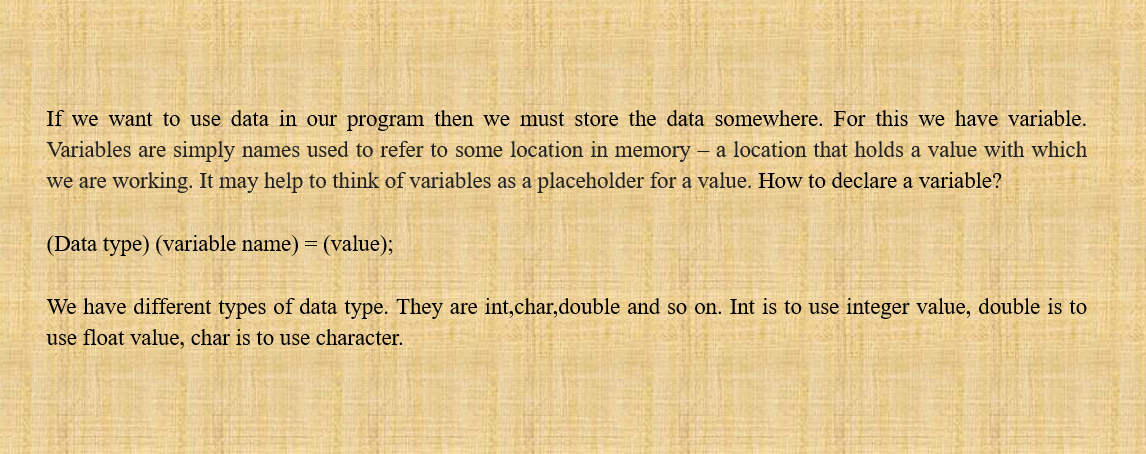 If we want to use data in our program then we must store the data somewhere. For this we have variable.
Variables are simply names used to refer to some location in memory – a location that holds a value with which
we are working. It may help to think of variables as a placeholder for a value. How to declare a variable?
(Data type) (variable name) = (value);
We have different types of data type. They are int,char,double and so on. Int is to use integer value, double is to
use float value, char is to use character.